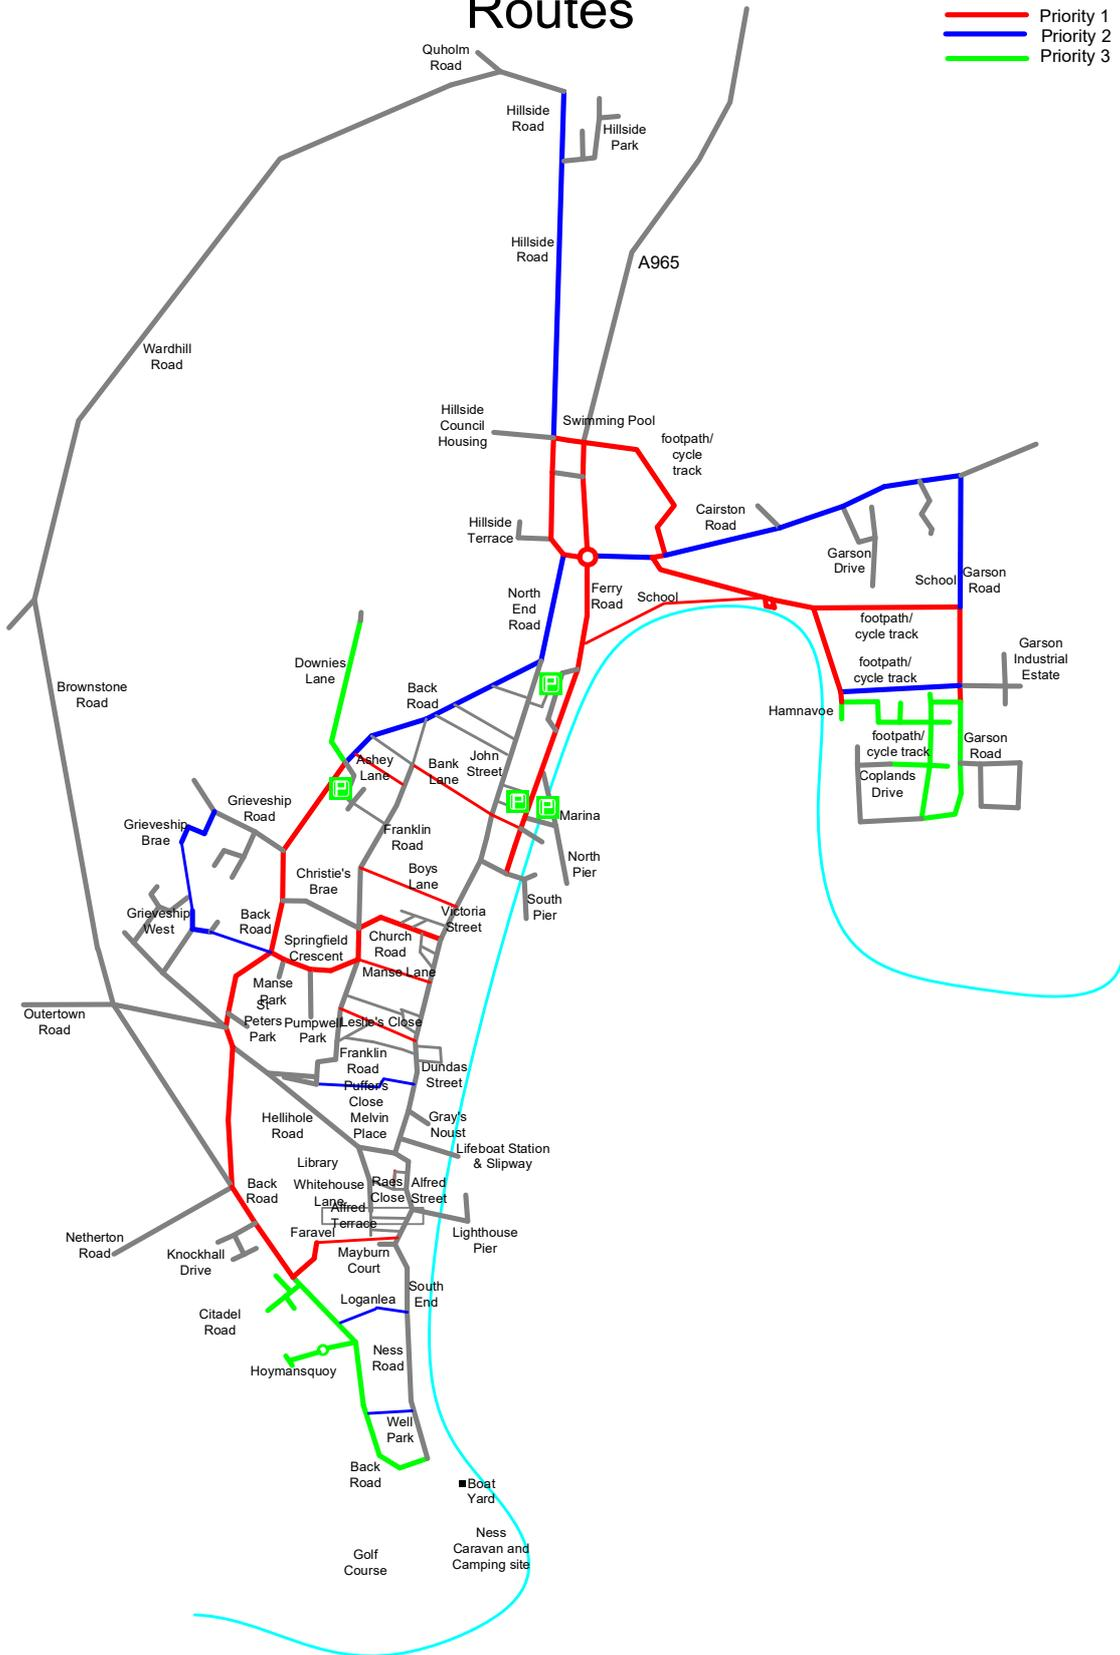 Routes
Priority 1
Priority 2
Priority 3
Quholm
Road
Hillside
Road
Hillside
Park
Hillside
Road
A965
Wardhill
Road
Hillside
Council
Housing
Swimming Pool
footpath/
cycle
track
Cairston
Road
Hillside
Terrace
Garson
Drive
School
Garson
Road
North
End
Road
Ferry
Road
School
footpath/
cycle track
Garson
Industrial
Estate
footpath/
cycle track
Downies
Lane
Brownstone
Road
Back
Road
P
Hamnavoe
footpath/
cycle track
Garson
Road
Ashey
Lane
Bank
Lane
John
Street
Coplands
Drive
P
P
P
Marina
Grieveship
Road
Grieveship
Brae
Franklin
Road
North
Pier
Christie's
Brae
Boys
Lane
South
Pier
Grieveship
West
Back
Road
Victoria
Street
Springfield
Crescent
Church
Road
Manse Lane
Manse
Park
St
Peters
Park
Pumpwell
Park
Leslie's Close
Outertown
Road
Franklin
Road
Dundas
Street
Puffer's
Close
Melvin
Place
Hellihole
Road
Gray's
Noust
Lifeboat Station
& Slipway
Library
Back
Road
Whitehouse
Lane
Raes
Close
Alfred
Street
Alfred
Terrace
Faravel
Netherton
Road
Knockhall
Drive
Mayburn
Court
Lighthouse
Pier
South
End
Loganlea
Citadel
Road
Ness
Road
Hoymansquoy
Well
Park
Back
Road
Boat
Yard
Ness
Caravan and
Camping site
Golf
Course